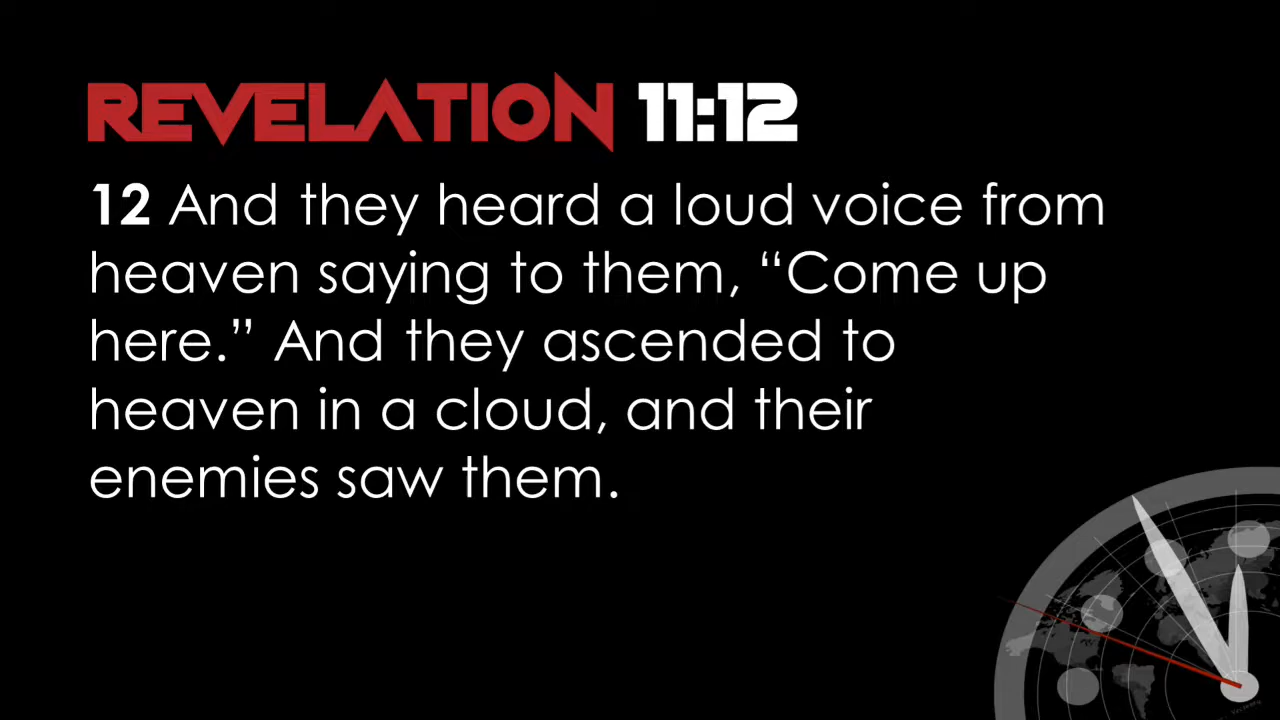 REVELATION 11:12
12 And they heard a loud voice from
heaven saying to them, “Come up
here.” And they ascended to
heaven in a cloud, and their
enemies saw them.